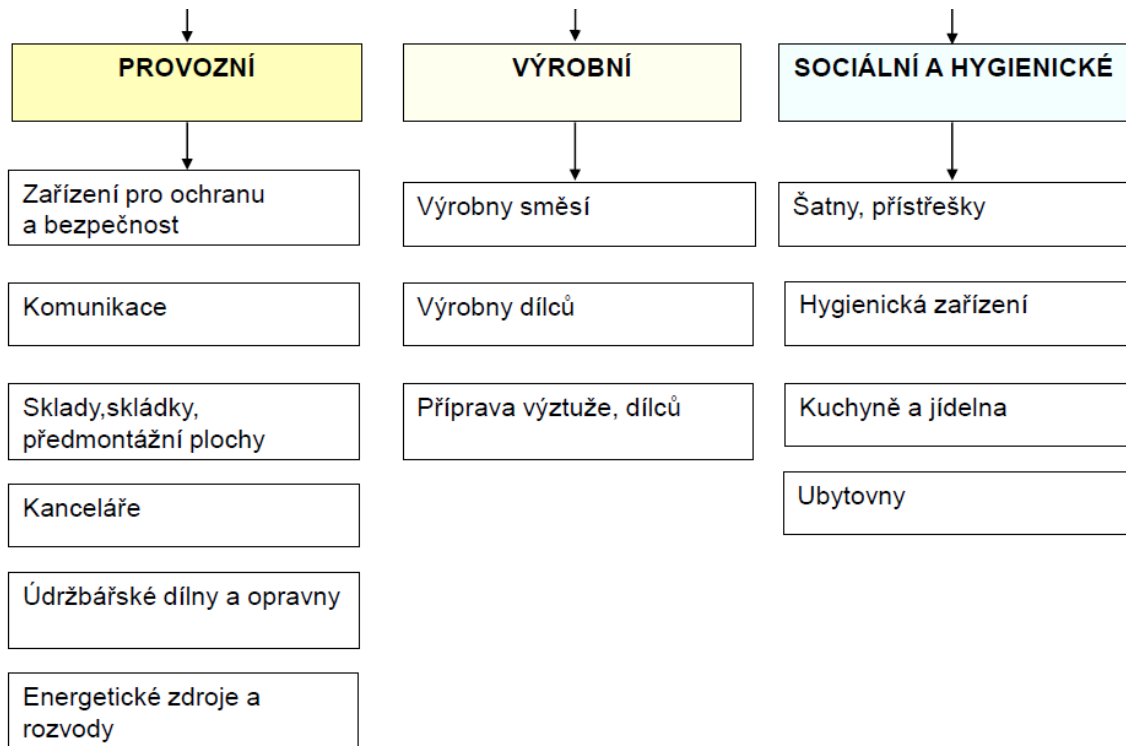 PROVOZNÍ
Zařízení pro ochranu
a bezpečnost
Komunikace
Sklady,skládky,
předmontážní plochy
Kanceláře
Údržbářské dílny a opravny
Energetické zdroje a
rozvody
VÝROBNÍ
Výrobny směsí
Výrobny dílců
Příprava výztuže, dílců
SOCIÁLNÍ A HYGIENICKÉ
Šatny, přístřešky
Hygienická zařízení
Kuchyně a jídelna
Ubytovny